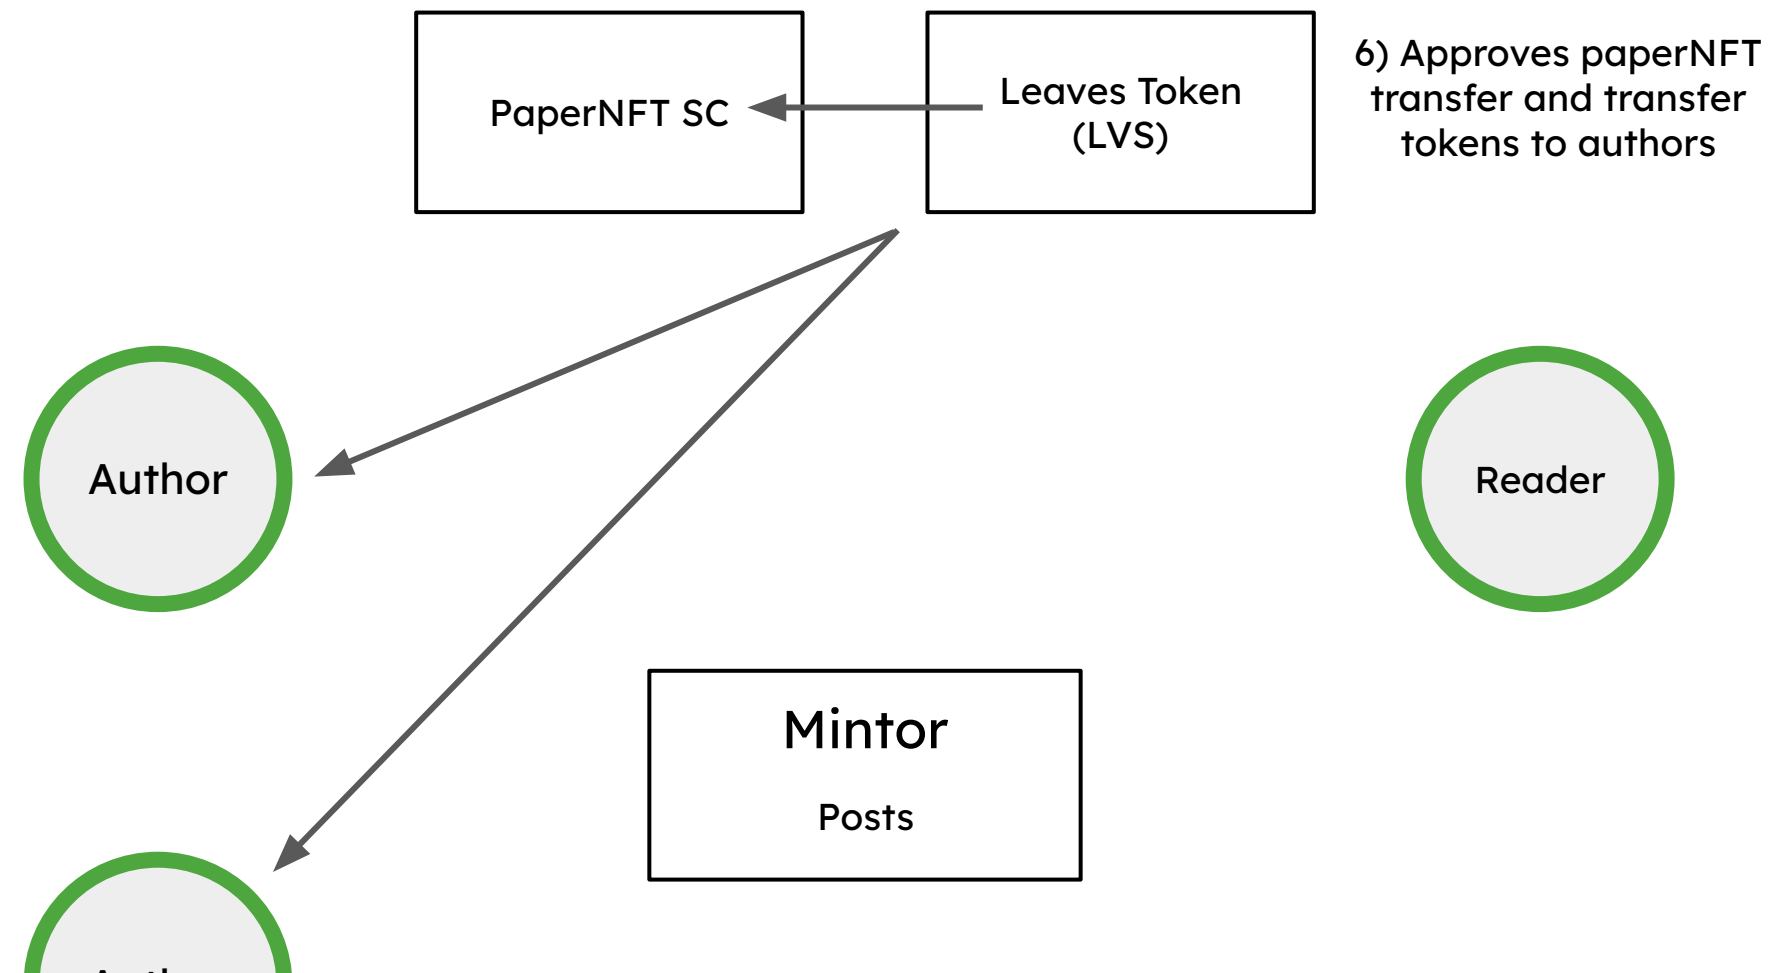 PaperNFT SC
Leaves Token
(LVS)
6) Approves paperNFT
transfer and transfer
tokens to authors
Author
Reader
Mintor
Posts